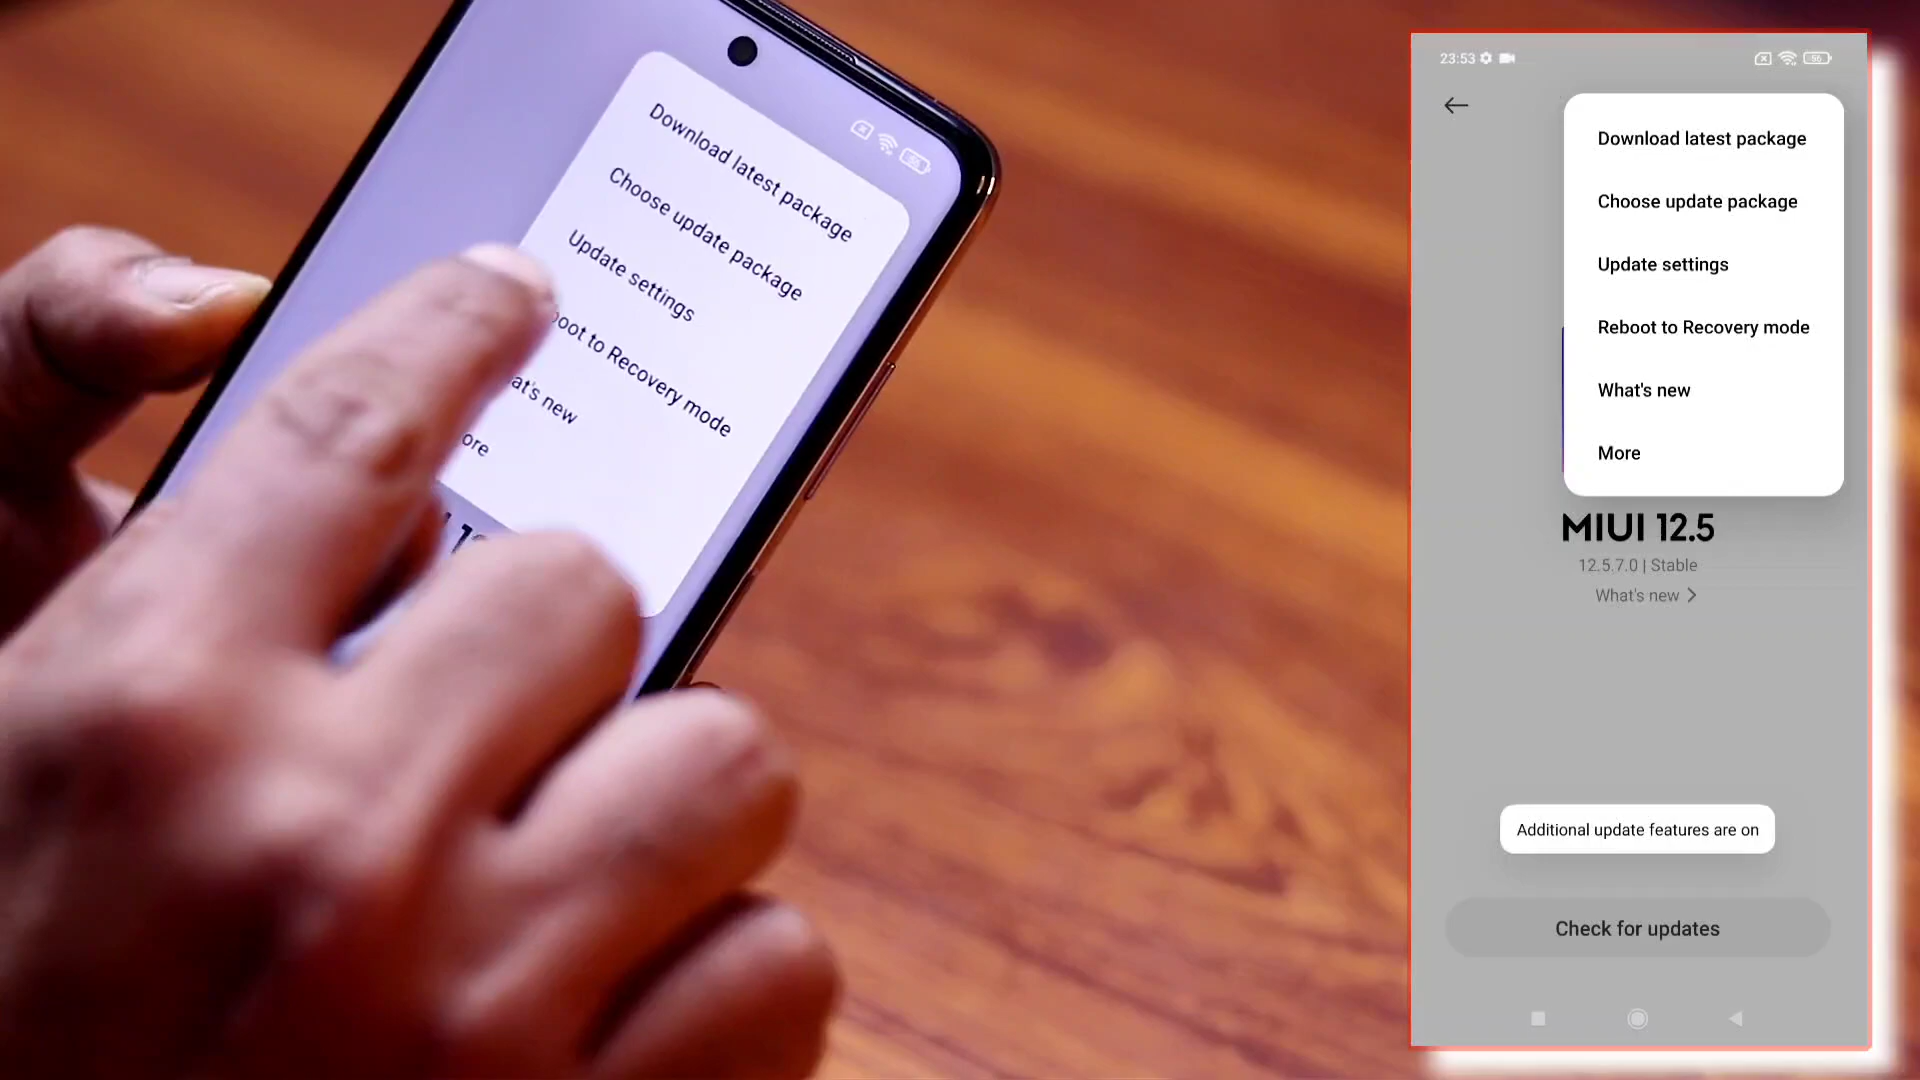 Download latest package
Choose update package
Update settings
boot to Recovery mode
at's new
ore
23:53
56
Download latest package
Choose update package
Update settings
Reboot to Recovery mode
What's new
More
MIUI 12.5
12.5.7.0 | Stable
What's new
Additional update features are on
Check for updates